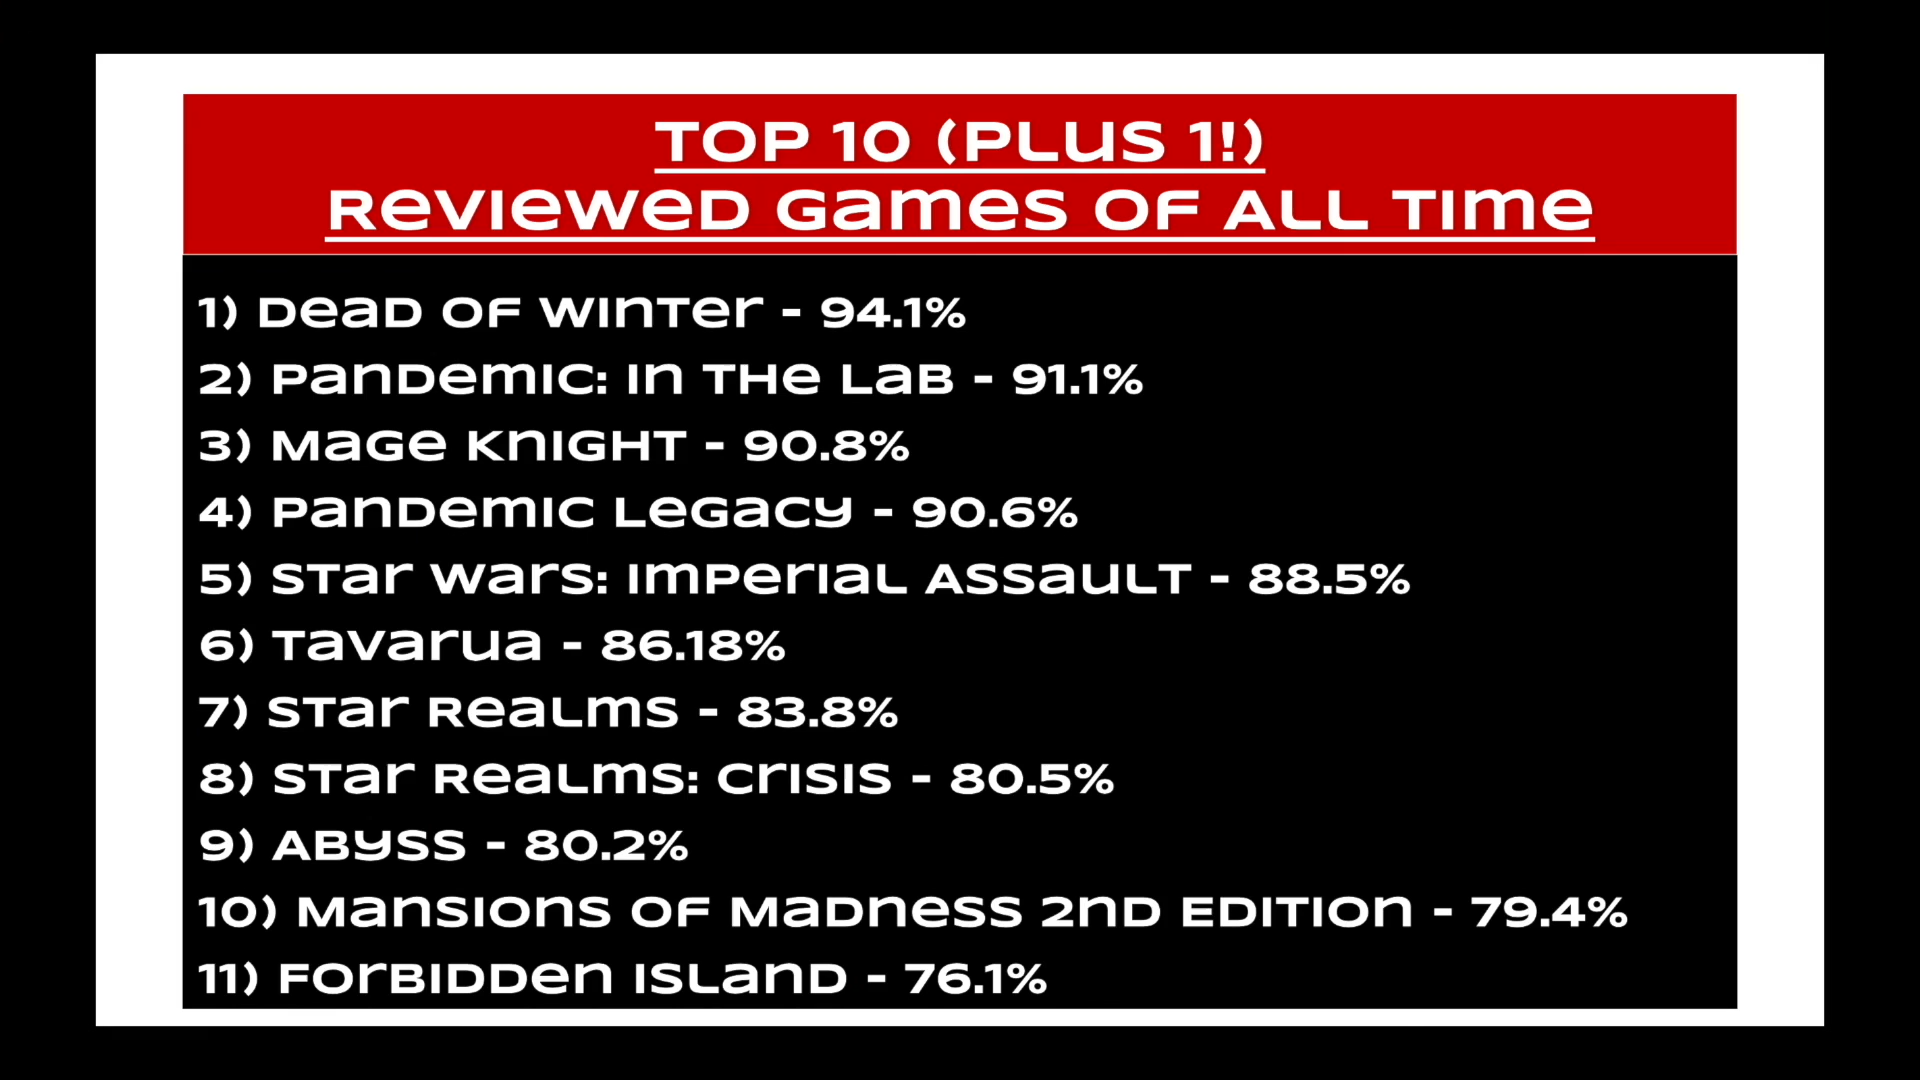 TOP 10 (PLUS 1!)
REVIEWED GAMES OF ALL TIME
1) DEAD OF WINTER - 94.1%
2) PANDEMIC: IN THE LAB - 91.1%
3) MAGE KNIGHT - 90.8%
4) PANDEMIC LEGACY - 90.6%
5) STAR WARS: IMPERIAL ASSAULT - 88.5%
6) TAVARUA - 86.18%
7) STAR REALMS - 83.8%
8) STAR REALMS: CRISIS - 80.5%
9) ABYSS - 80.2%
10) MANSIONS OF MADNESS 2ND EDITION - 79.4%
11) FORBIDDEN ISLAND - 76.1%